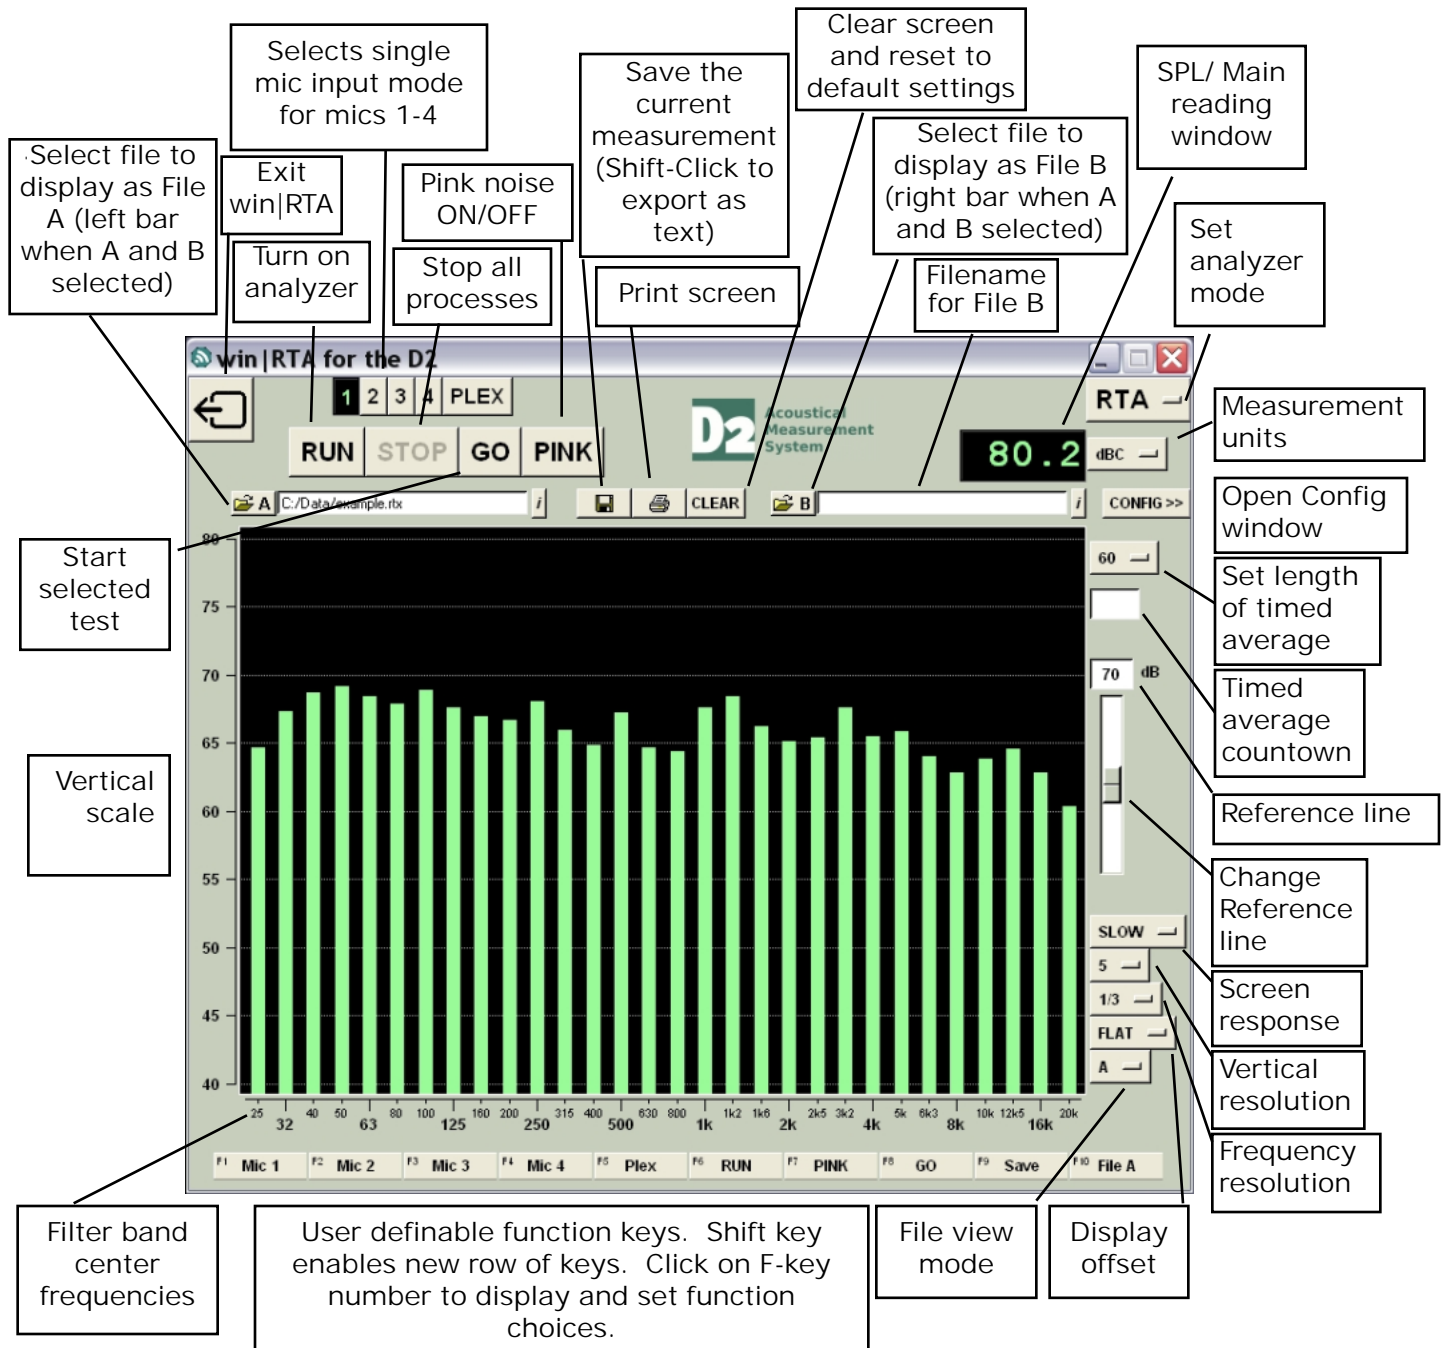 Selects single
mic input mode
for mics 1-4
Save the
current
measurement
(Shift-Click to
export as
text)
Clear screen
and reset to
default settings
SPL/ Main
reading
window
Select file to
display as File
A (left bar
when A and B
selected)
Exit
win|RTA
Pink noise
ON/OFF
Select file to
display as File B
(right bar when A
and B selected)
Set
analyzer
mode
Turn on
analyzer
Stop all
processes
Print screen
Filename
for File B
win|RTA for the D2
1 2 3 4 PLEX
RTA
D2 Acoustical
Measurement
System
RUN STOP GO PINK
80.2 dBC
Measurement
units
A C:/Data/example.rtx i CLEAR B i CONFIG >>
Open Config
window
Start
selected
test
60
Set length
of timed
average
70 dB
Timed
average
countown
Reference line
Vertical
scale
Change
Reference
line
SLOW
5
1/3
FLAT
A
Screen
response
Vertical
resolution
Frequency
resolution
80
75
70
65
60
55
50
45
40
25 40 50 80 100 160 200 315 400 630 800 1k2 1k6 2k5 3k2 5k 6k3 10k 12k5 20k
32 63 125 250 500 1k 2k 4k 8k 16k
F1 Mic 1 F2 Mic 2 F3 Mic 3 F4 Mic 4 F5 Plex F6 RUN F7 PINK F8 GO F9 Save F10 File A
Filter band
center
frequencies
User definable function keys. Shift key
enables new row of keys. Click on F-key
number to display and set function
choices.
File view
mode
Display
offset